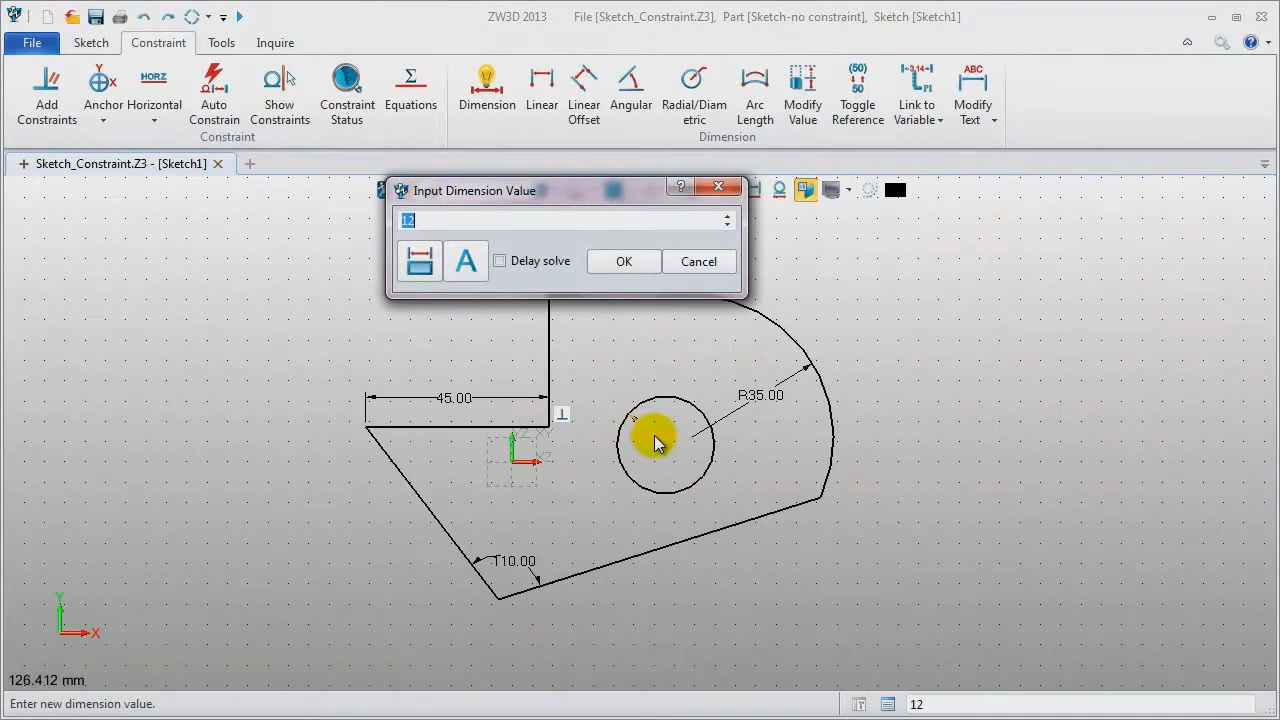 ZW3D 2013 File [Sketch_Constraint.Z3], Part [Sketch-no constraint], Sketch [Sketch1]
File Sketch Constraint Tools Inquire
HORZ (50) 50 3.14 PI ABC
Add Constraints
Anchor
Horizontal
Auto Constrain
Show Constraints
Constraint Status
Equations
Dimension
Linear
Linear Offset
Angular
Radial/Diam etric
Arc Length
Modify Value
Toggle Reference
Link to Variable
Modify Text
Constraint
Dimension
Sketch_Constraint.Z3 - [Sketch1]
Input Dimension Value
12
A Delay solve OK Cancel
45.00
R35.00
110.00
Y
X
126.412 mm
Enter new dimension value. 12